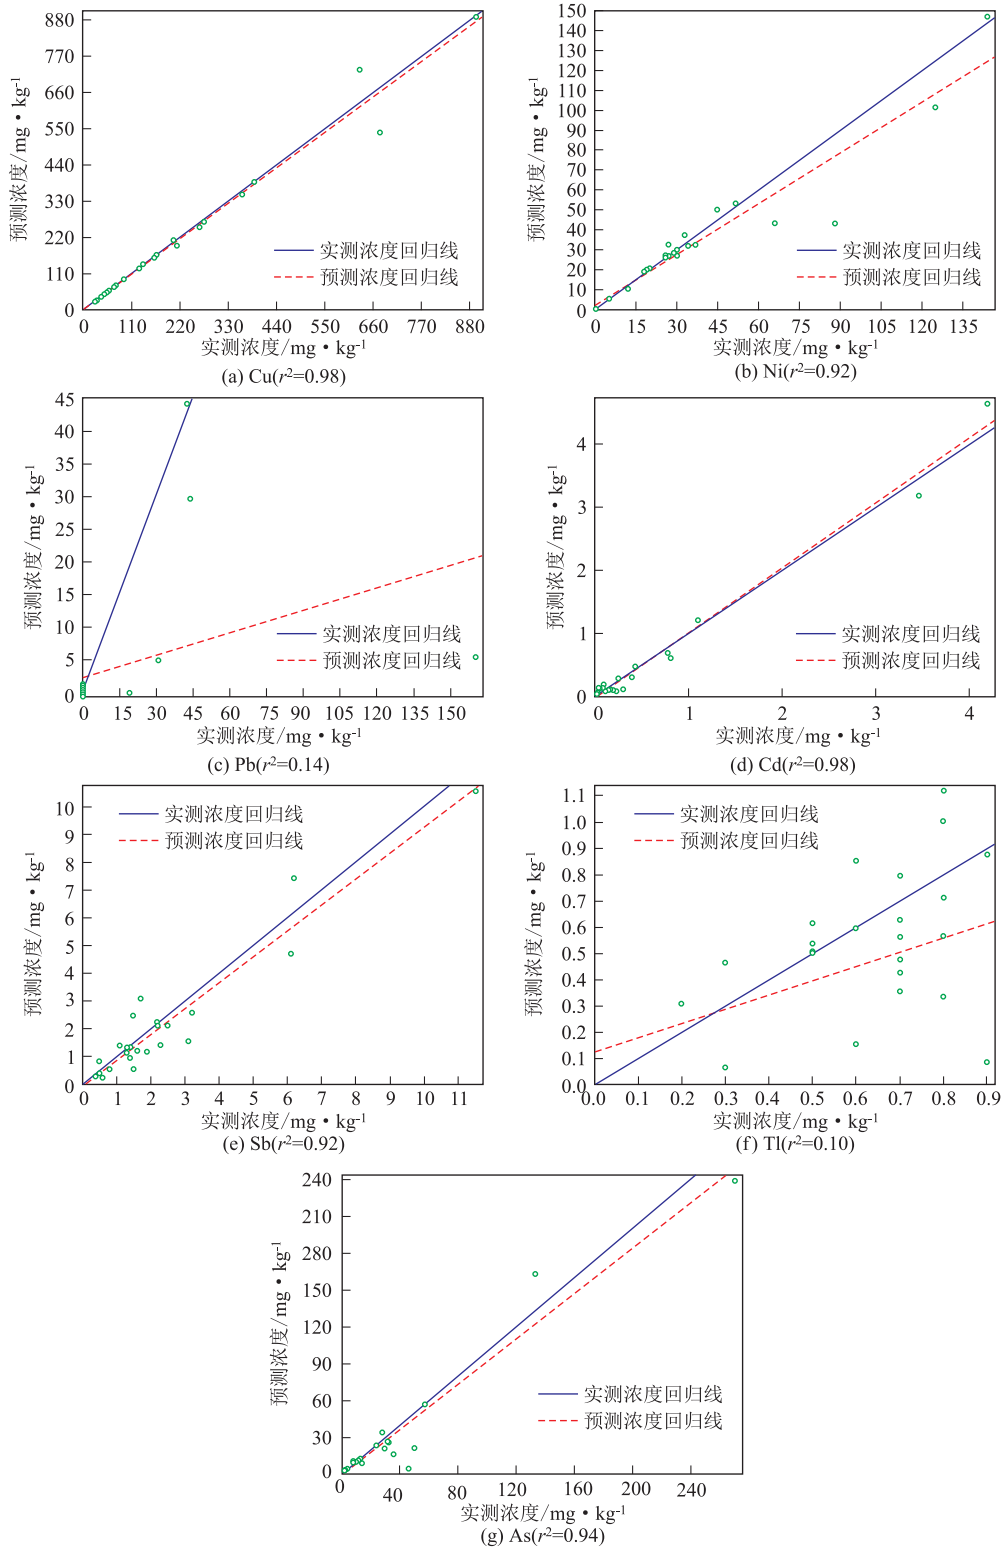 880
770
660
550
440
330
220
110
0
预测浓度/mg·kg-1
实测浓度回归线
预测浓度回归线
0 110 220 330 440 550 660 770 880
实测浓度/mg·kg-1
(a) Cu(r2=0.98)
150
140
130
120
110
100
90
80
70
60
50
40
30
20
10
0
预测浓度/mg·kg-1
实测浓度回归线
预测浓度回归线
0 15 30 45 60 75 90 105 120 135
实测浓度/mg·kg-1
(b) Ni(r2=0.92)
45
40
35
30
25
20
15
10
5
0
预测浓度/mg·kg-1
实测浓度回归线
预测浓度回归线
0 15 30 45 60 75 90 105 120 135 150
实测浓度/mg·kg-1
(c) Pb(r2=0.14)
4
3
2
1
0
预测浓度/mg·kg-1
实测浓度回归线
预测浓度回归线
0 1 2 3 4
实测浓度/mg·kg-1
(d) Cd(r2=0.98)
10
9
8
7
6
5
4
3
2
1
0
预测浓度/mg·kg-1
实测浓度回归线
预测浓度回归线
1 2 3 4 5 6 7 8 9 10 11
实测浓度/mg·kg-1
(e) Sb(r2=0.92)
1.1
1.0
0.9
0.8
0.7
0.6
0.5
0.4
0.3
0.2
0.1
0.0
预测浓度/mg·kg-1
实测浓度回归线
预测浓度回归线
0.0 0.1 0.2 0.3 0.4 0.5 0.6 0.7 0.8 0.9
实测浓度/mg·kg-1
(f) Tl(r2=0.10)
240
210
280
150
120
90
60
30
0
预测浓度/mg·kg-1
实测浓度回归线
预测浓度回归线
0 40 80 120 160 200 240
实测浓度/mg·kg-1
(g) As(r2=0.94)